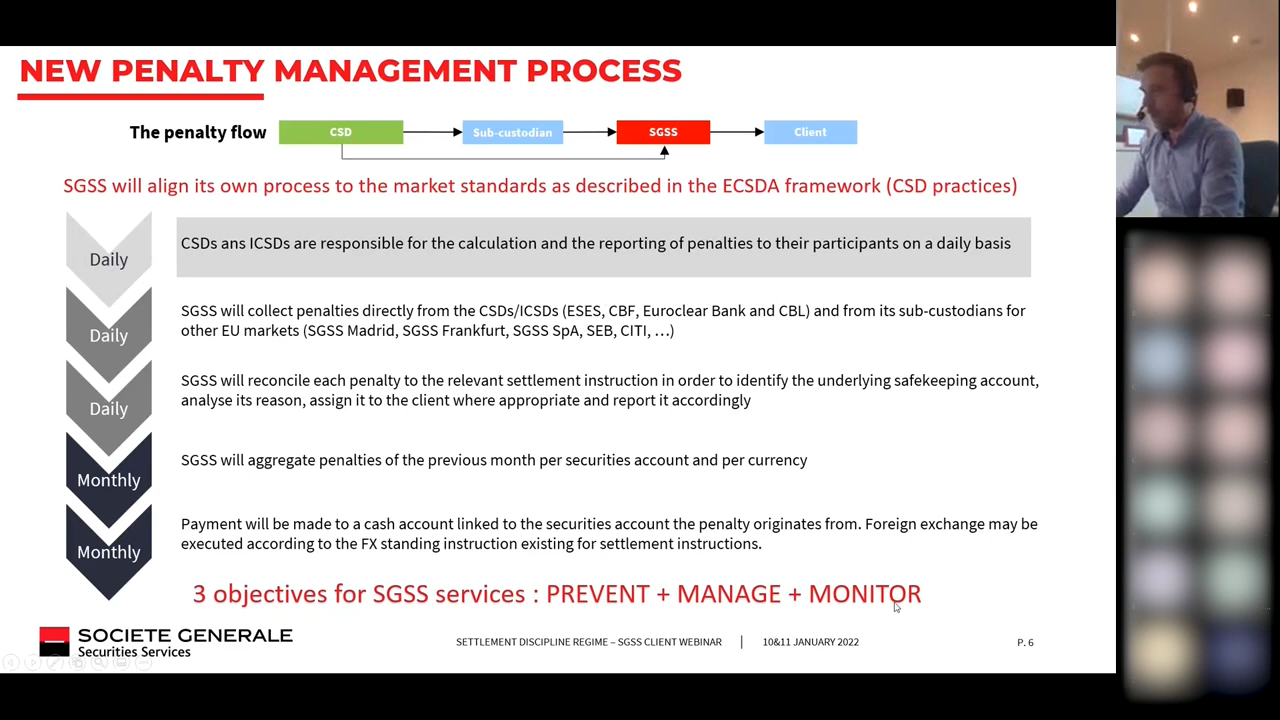 NEW PENALTY MANAGEMENT PROCESS
The penalty flow
CSD
Sub-custodian
SGSS
Client
SGSS will align its own process to the market standards as described in the ECSDA framework (CSD practices)
Daily
CSDs ans ICSDs are responsible for the calculation and the reporting of penalties to their participants on a daily basis
Daily
SGSS will collect penalties directly from the CSDs/ICSDs (ESES, CBF, Euroclear Bank and CBL) and from its sub-custodians for
other EU markets (SGSS Madrid, SGSS Frankfurt, SGSS SpA, SEB, CITI, …)
Daily
SGSS will reconcile each penalty to the relevant settlement instruction in order to identify the underlying safekeeping account,
analyse its reason, assign it to the client where appropriate and report it accordingly
Monthly
SGSS will aggregate penalties of the previous month per securities account and per currency
Monthly
Payment will be made to a cash account linked to the securities account the penalty originates from. Foreign exchange may be
executed according to the FX standing instruction existing for settlement instructions.
3 objectives for SGSS services : PREVENT + MANAGE + MONITOR
SOCIETE GENERALE
Securities Services
SETTLEMENT DISCIPLINE REGIME – SGSS CLIENT WEBINAR
10&11 JANUARY 2022
P. 6